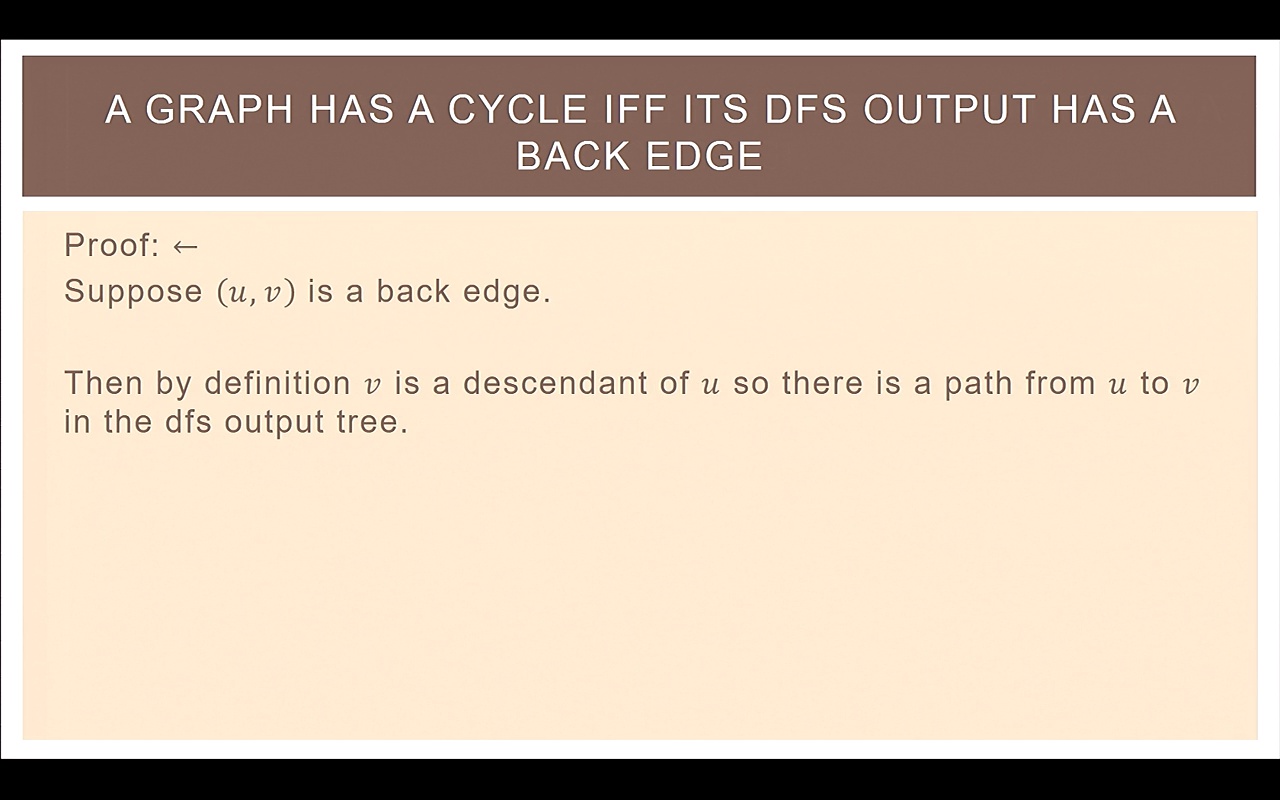 A GRAPH HAS A CYCLE IFF ITS DFS OUTPUT HAS A
BACK EDGE
Proof: ←
Suppose (u, v) is a back edge.
Then by definition v is a descendant of u so there is a path from u to v
in the dfs output tree.